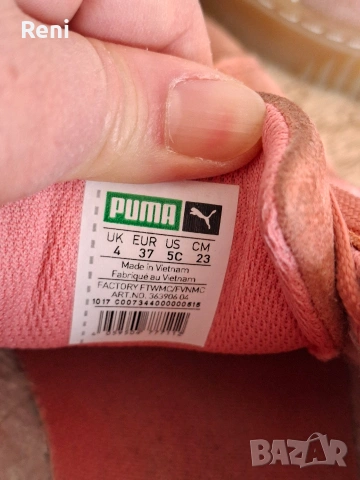 Reni
PUMA
UK EUR US CM
4 37 5C 23
Made in Vietnam
Fabriqué au Vietnam
FACTORY FTWMC/FVNMC
ART.NO. 363906 04
1017 C007344000000616
BAZAR